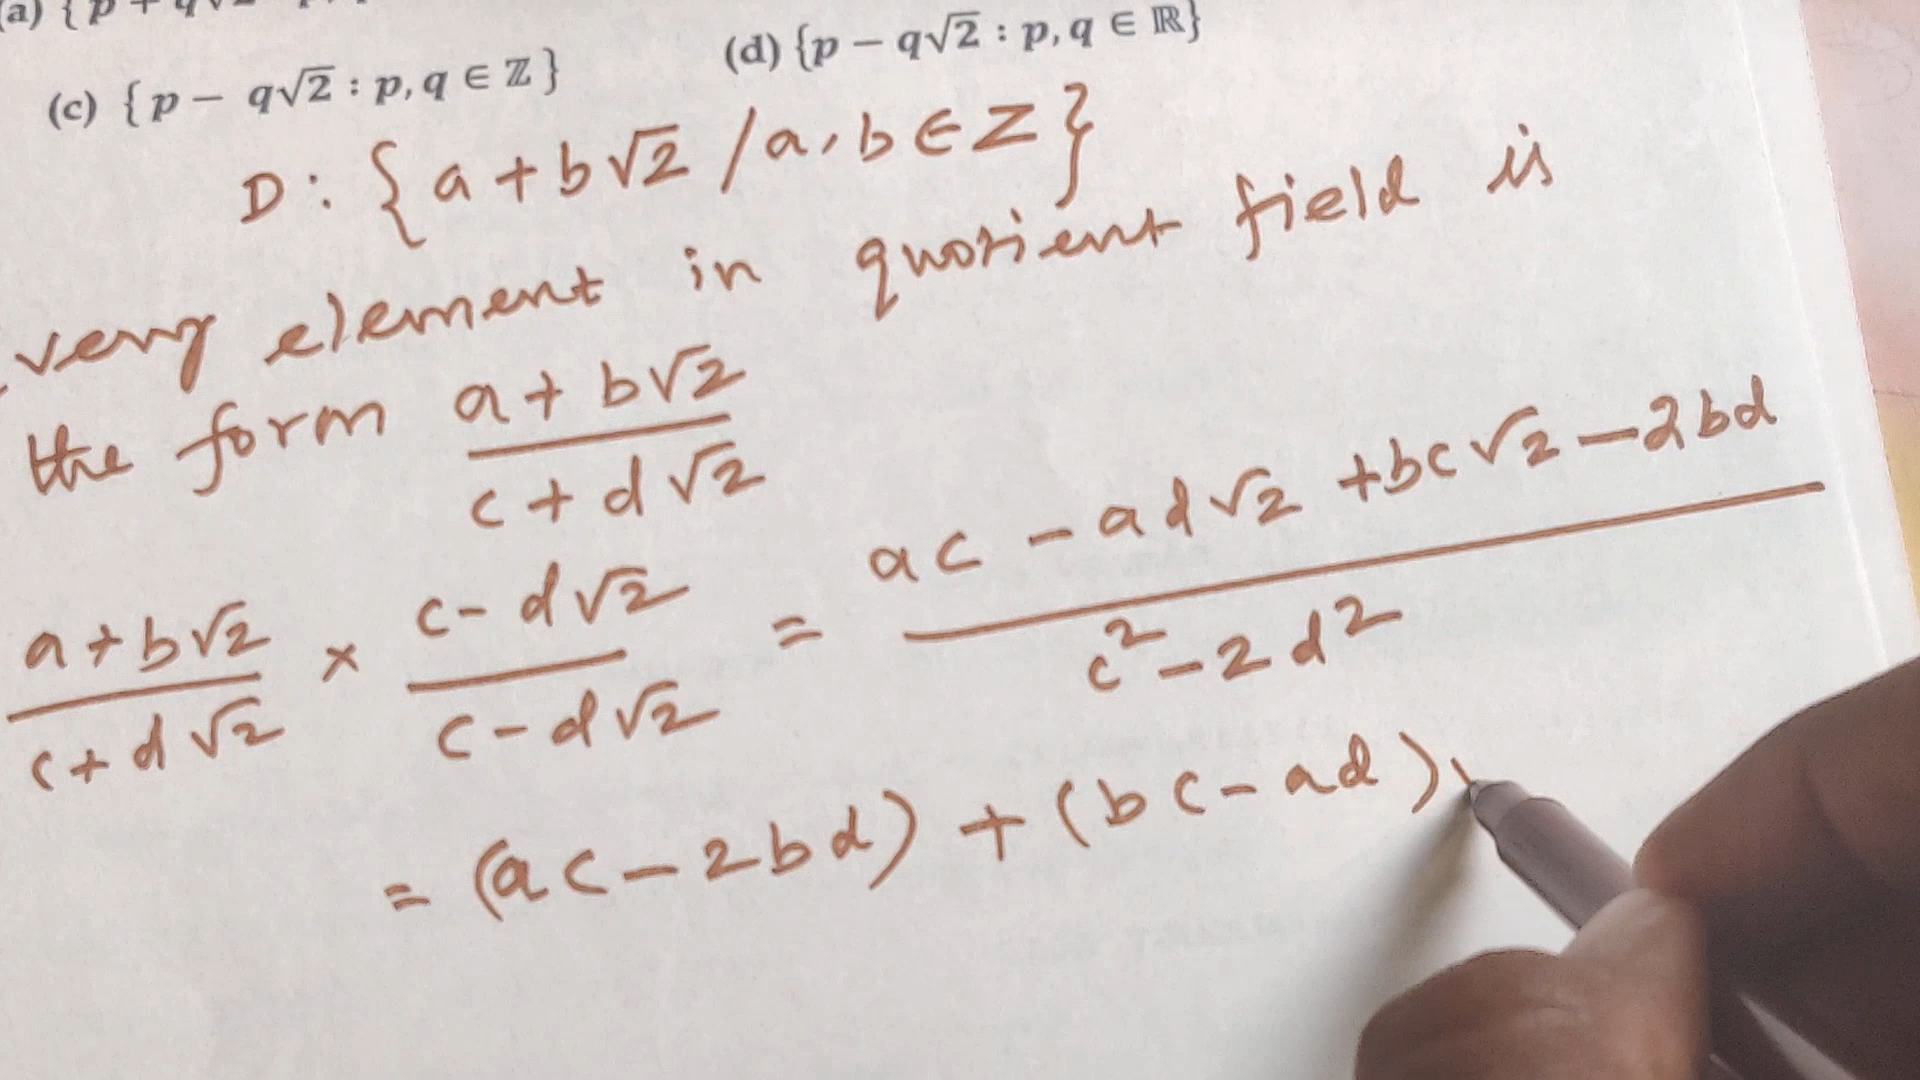 (a) {p + q√2
(c) {p − q√2 : p, q ∈ ℤ} (d) {p − q√2 : p, q ∈ ℝ}
D: {a + b√2 / a, b ∈ Z}
very element in quotient field is
the form (a + b√2)/(c + d√2)
(a + b√2)/(c + d√2) × (c − d√2)/(c − d√2) = (ac − ad√2 + bc√2 − 2bd)/(c² − 2d²)
= (ac − 2bd) + (bc − ad)